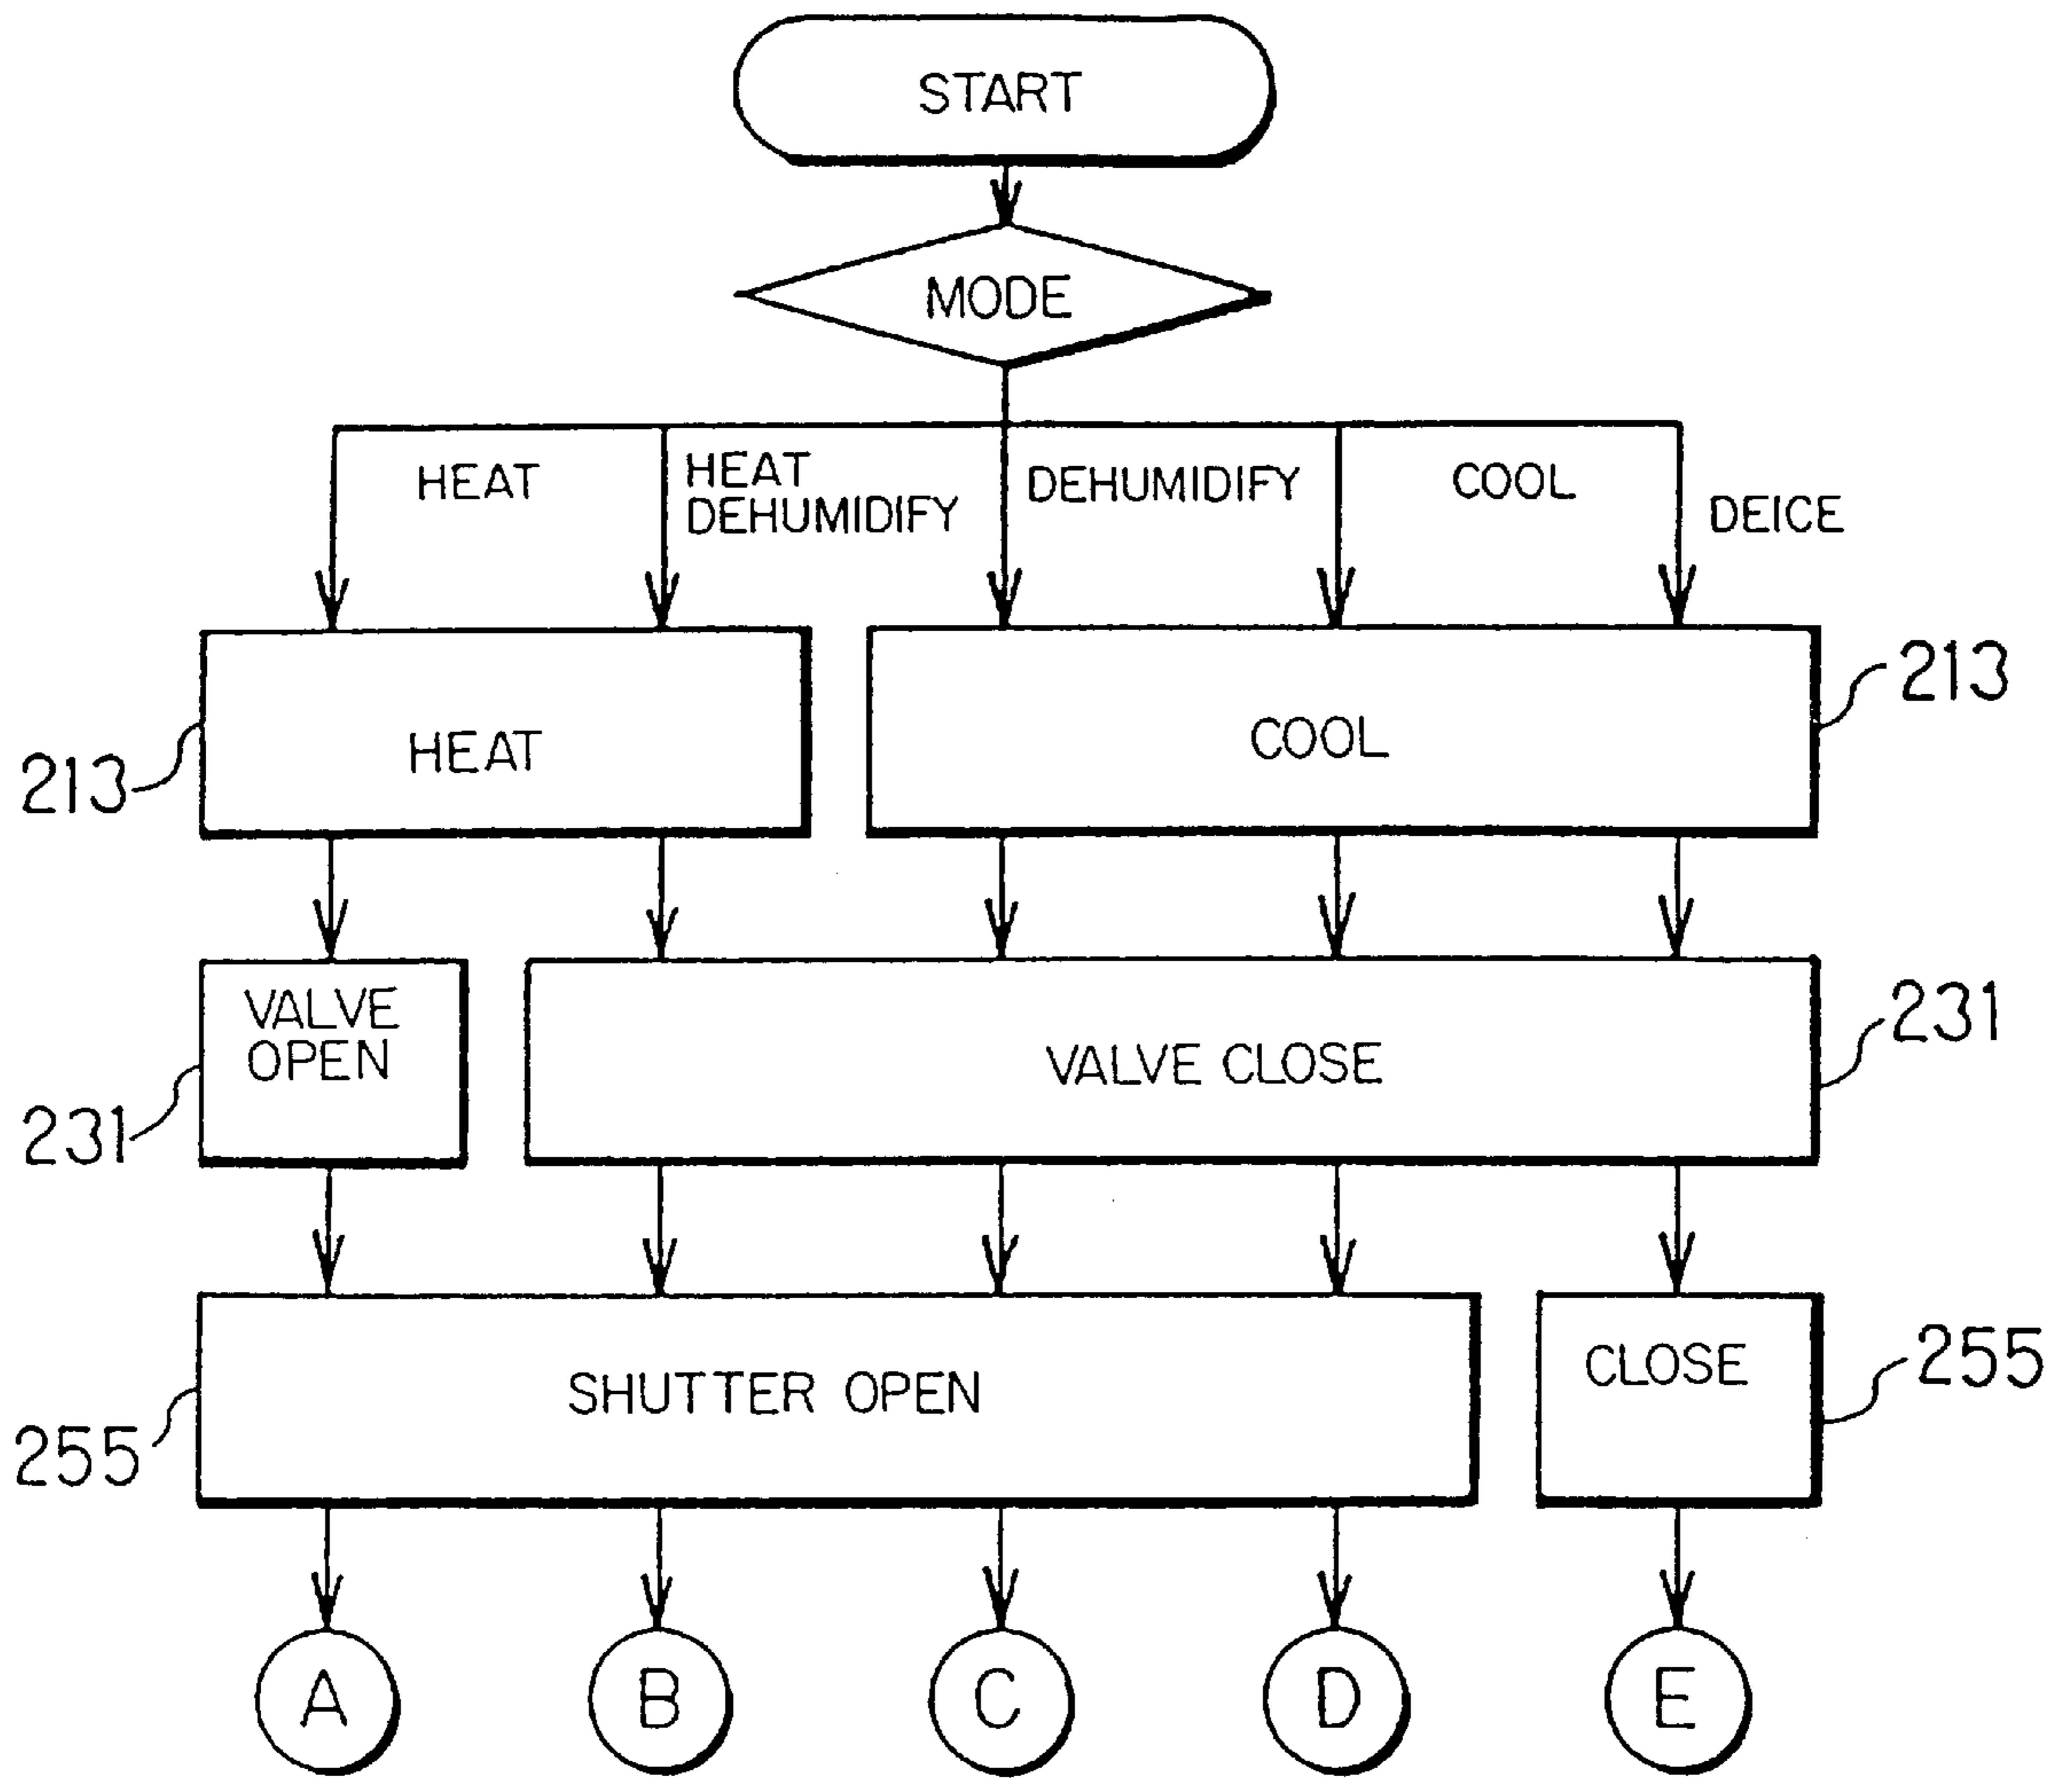 START
MODE
HEAT
HEAT
DEHUMIDIFY
DEHUMIDIFY
COOL
DEICE
213
HEAT
COOL
213
231
VALVE
OPEN
VALVE CLOSE
231
255
SHUTTER OPEN
CLOSE
255
A
B
C
D
E